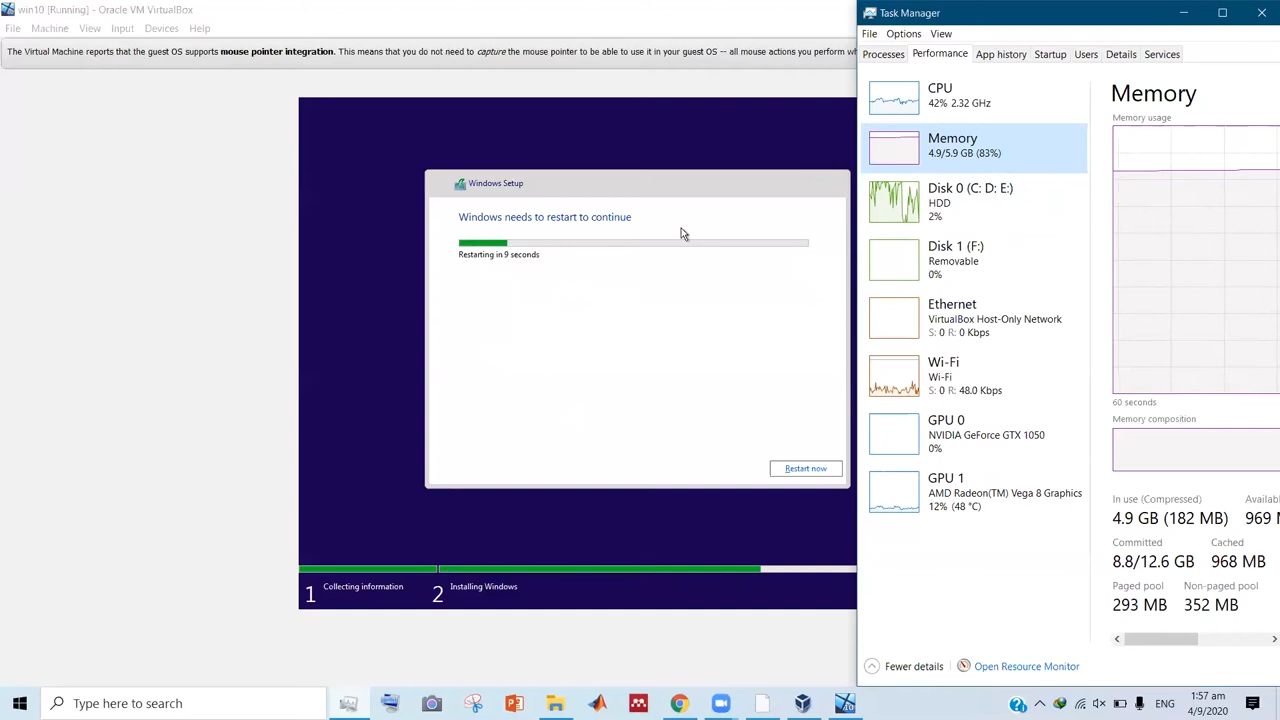 win10 [Running] - Oracle VM VirtualBox
File Machine View Input Devices Help
The Virtual Machine reports that the guest OS supports mouse pointer integration. This means that you do not need to capture the mouse pointer to be able to use it in your guest OS -- all mouse actions you perform
Windows Setup
Windows needs to restart to continue
Restarting in 9 seconds
Restart now
1 Collecting information
2 Installing Windows
Task Manager
File Options View
Processes Performance App history Startup Users Details Services
CPU
42% 2.32 GHz
Memory
4.9/5.9 GB (83%)
Disk 0 (C: D: E:)
HDD
2%
Disk 1 (F:)
Removable
0%
Ethernet
VirtualBox Host-Only Network
S: 0 R: 0 Kbps
Wi-Fi
Wi-Fi
S: 0 R: 48.0 Kbps
GPU 0
NVIDIA GeForce GTX 1050
0%
GPU 1
AMD Radeon(TM) Vega 8 Graphics
12% (48 °C)
Memory
Memory usage
60 seconds
Memory composition
In use (Compressed)
4.9 GB (182 MB)
969
Committed
Cached
8.8/12.6 GB
968 MB
Paged pool
Non-paged pool
293 MB
352 MB
Fewer details
Open Resource Monitor
Type here to search
ENG
1:57 am
4/9/2020